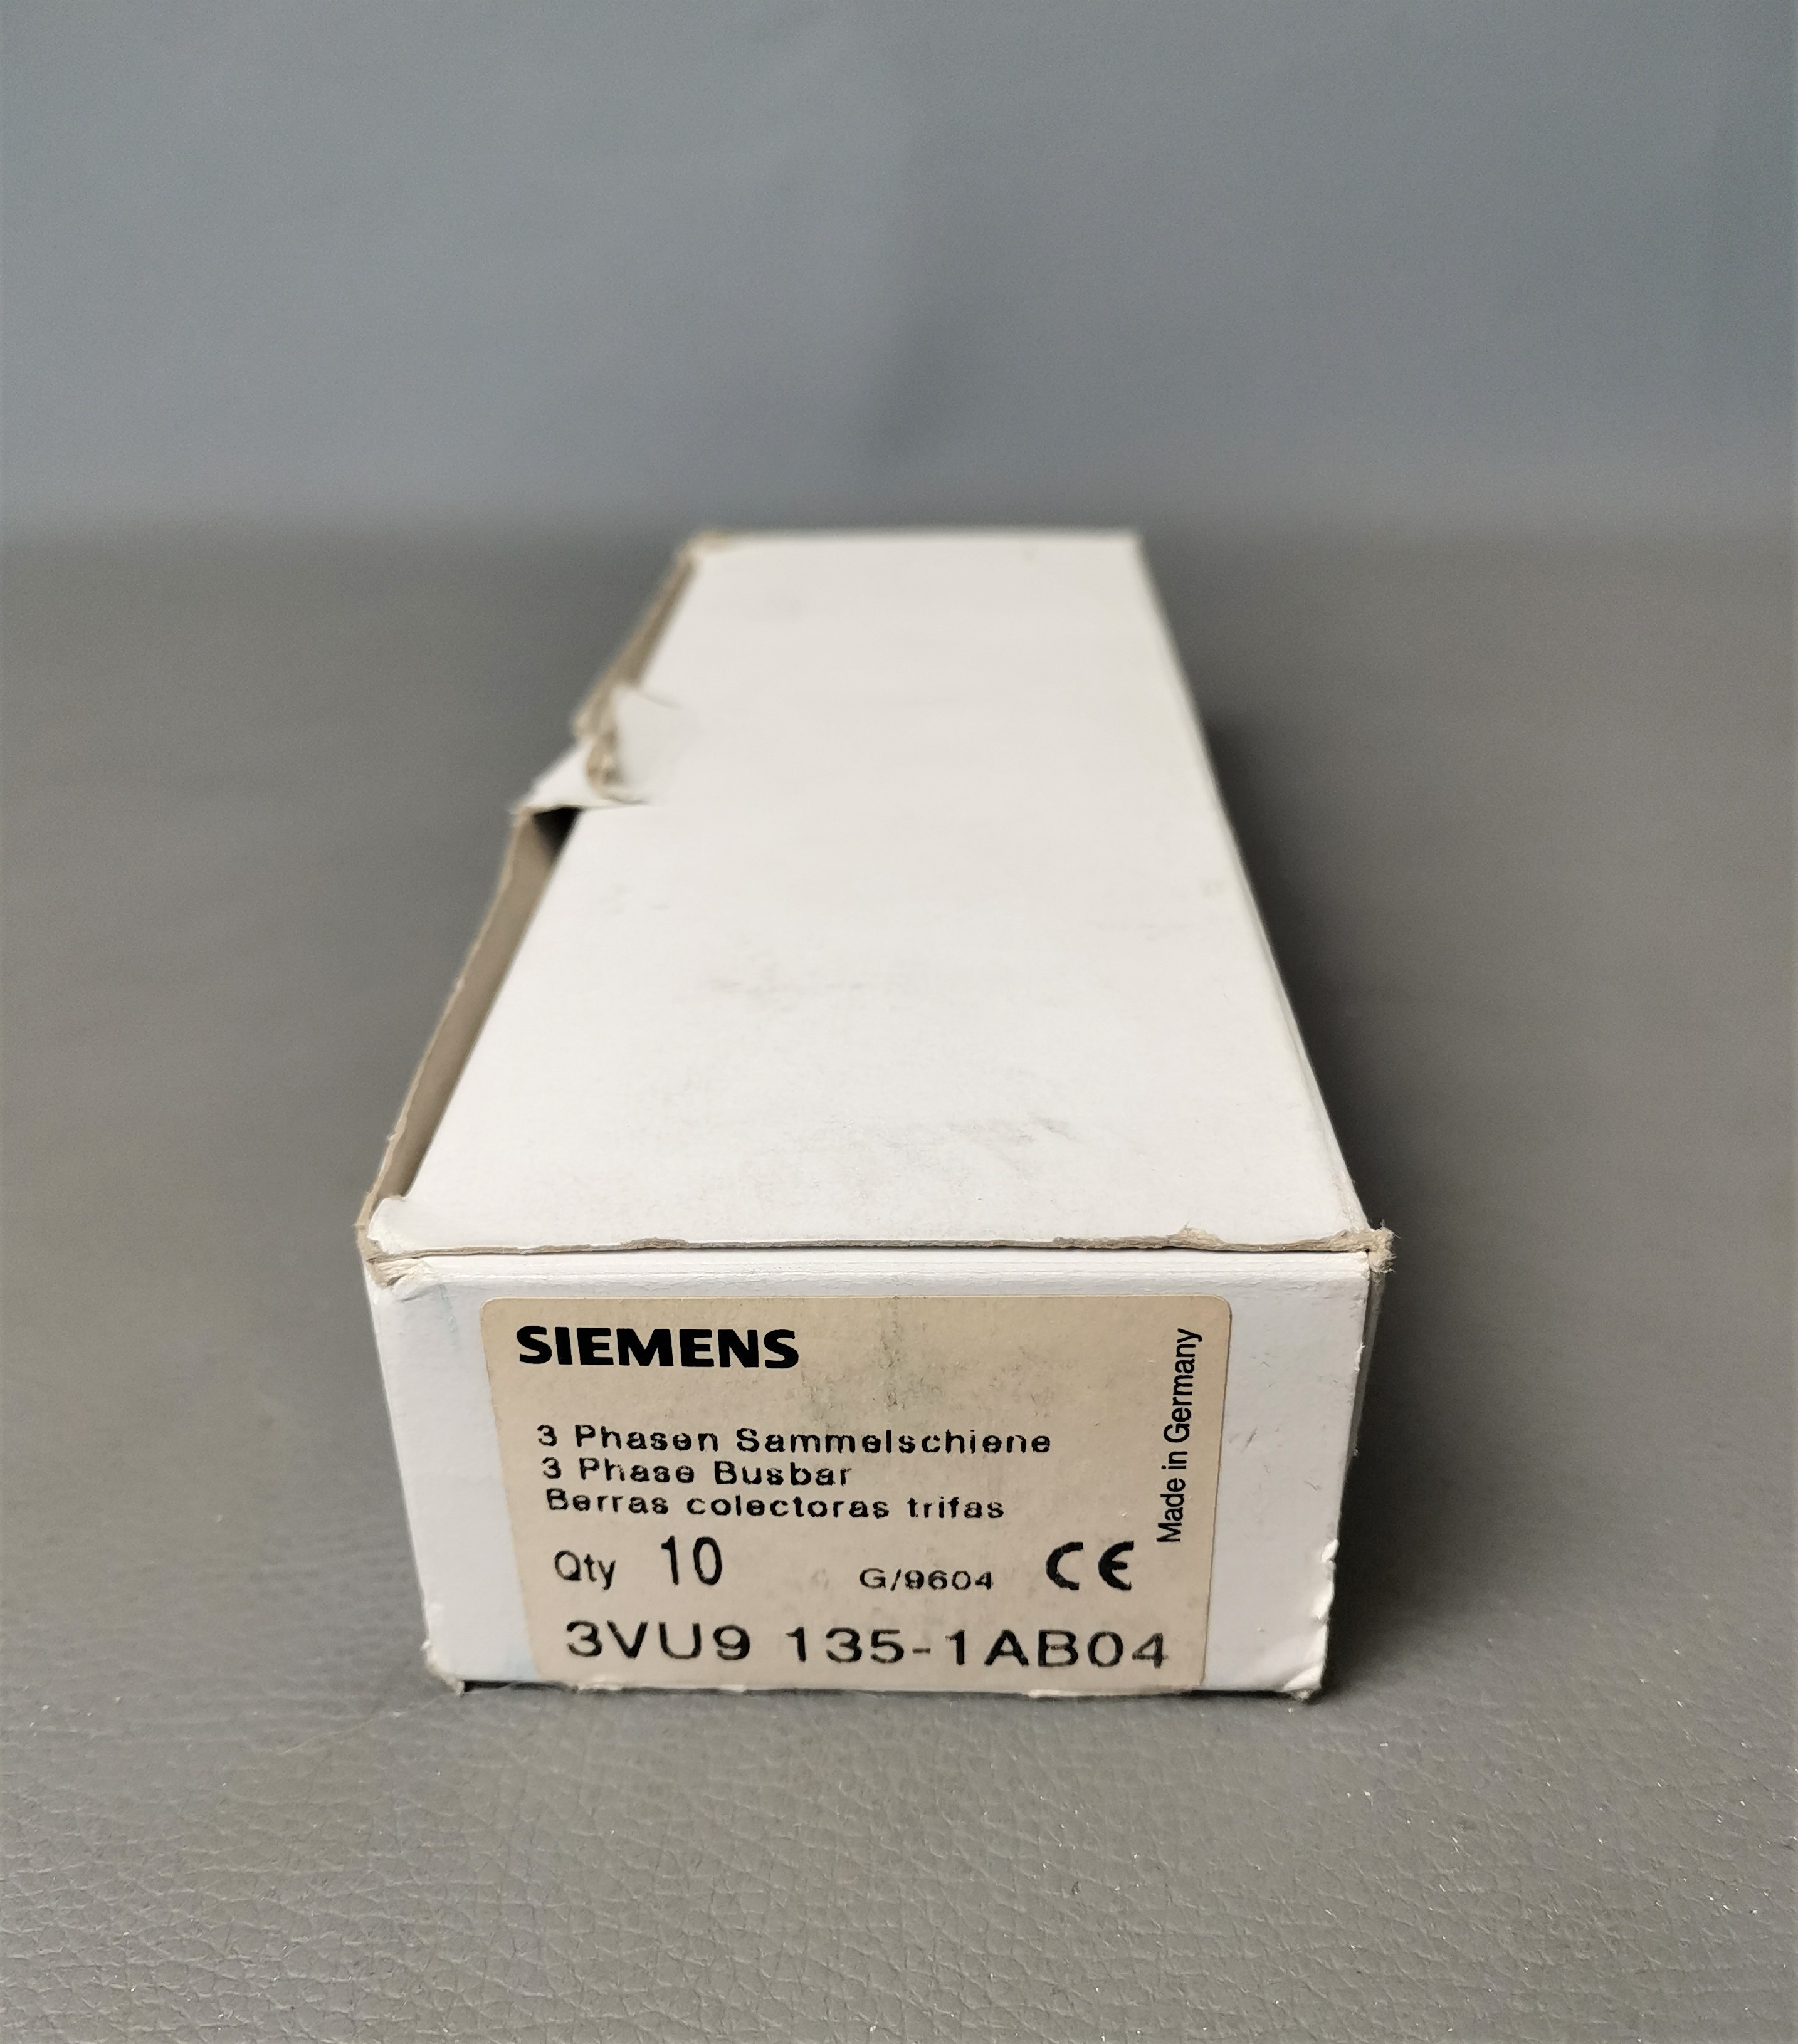 SIEMENS
3 Phasen Sammelschiene
3 Phase Busbar
Barras colectoras trifas
Qty 10 G/9604 CE
3VU9 135-1AB04
Made in Germany